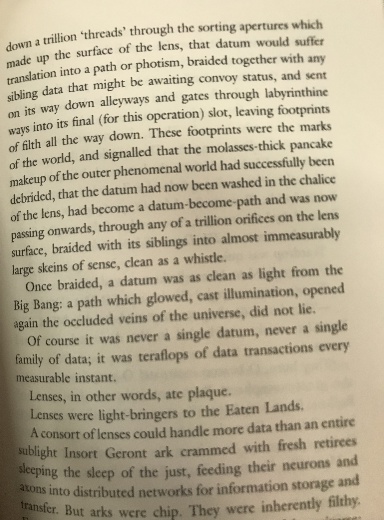 down a trillion ‘threads’ through the sorting apertures which
made up the surface of the lens, that datum would suffer
translation into a path or photism, braided together with any
sibling data that might be awaiting convoy status, and sent
on its way down alleyways and gates through labyrinthine
ways into its final (for this operation) slot, leaving footprints
of filth all the way down. These footprints were the marks
of the world, and signalled that the molasses-thick pancake
makeup of the outer phenomenal world had successfully been
debrided, that the datum had now been washed in the chalice
of the lens, had become a datum-become-path and was now
passing onwards, through any of a trillion orifices on the lens
surface, braided with its siblings into almost immeasurably
large skeins of sense, clean as a whistle.
Once braided, a datum was as clean as light from the
Big Bang: a path which glowed, cast illumination, opened
again the occluded veins of the universe, did not lie.
Of course it was never a single datum, never a single
family of data; it was teraflops of data transactions every
measurable instant.
Lenses, in other words, ate plaque.
Lenses were light-bringers to the Eaten Lands.
A consort of lenses could handle more data than an entire
sublight Insort Geront ark crammed with fresh retirees
sleeping the sleep of the just, feeding their neurons and
axons into distributed networks for information storage and
transfer. But arks were chip. They were inherently filthy.